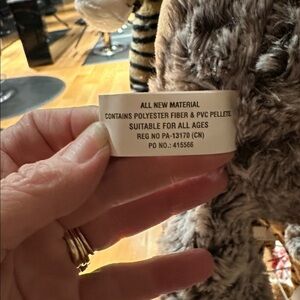 ALL NEW MATERIAL
CONTAINS POLYESTER FIBER & PVC PELLETS
SUITABLE FOR ALL AGES
REG NO PA-13170 (CN)
PO NO.: 415566